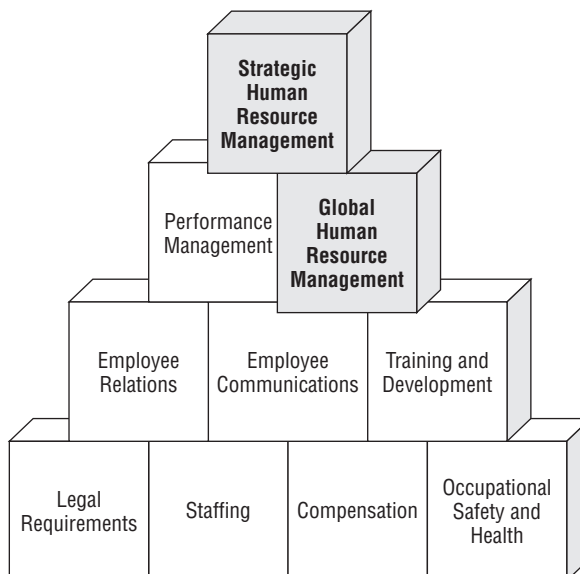 Strategic
Human
Resource
Management
Performance
Management
Global
Human
Resource
Management
Employee
Relations
Employee
Communications
Training and
Development
Legal
Requirements
Staffing
Compensation
Occupational
Safety and
Health